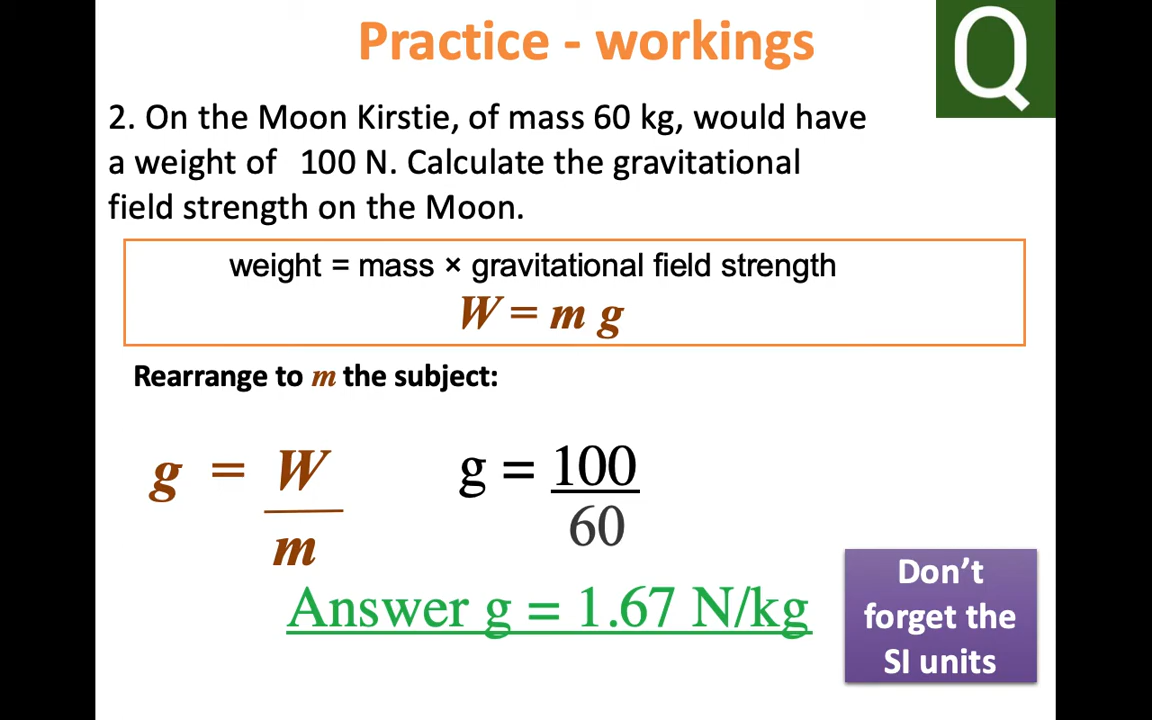 Practice - workings
Q
2. On the Moon Kirstie, of mass 60 kg, would have
a weight of 100 N. Calculate the gravitational
field strength on the Moon.
weight = mass × gravitational field strength
W = m g
Rearrange to m the subject:
g = W
m
g = 100
60
Answer g = 1.67 N/kg
Don’t
forget the
SI units